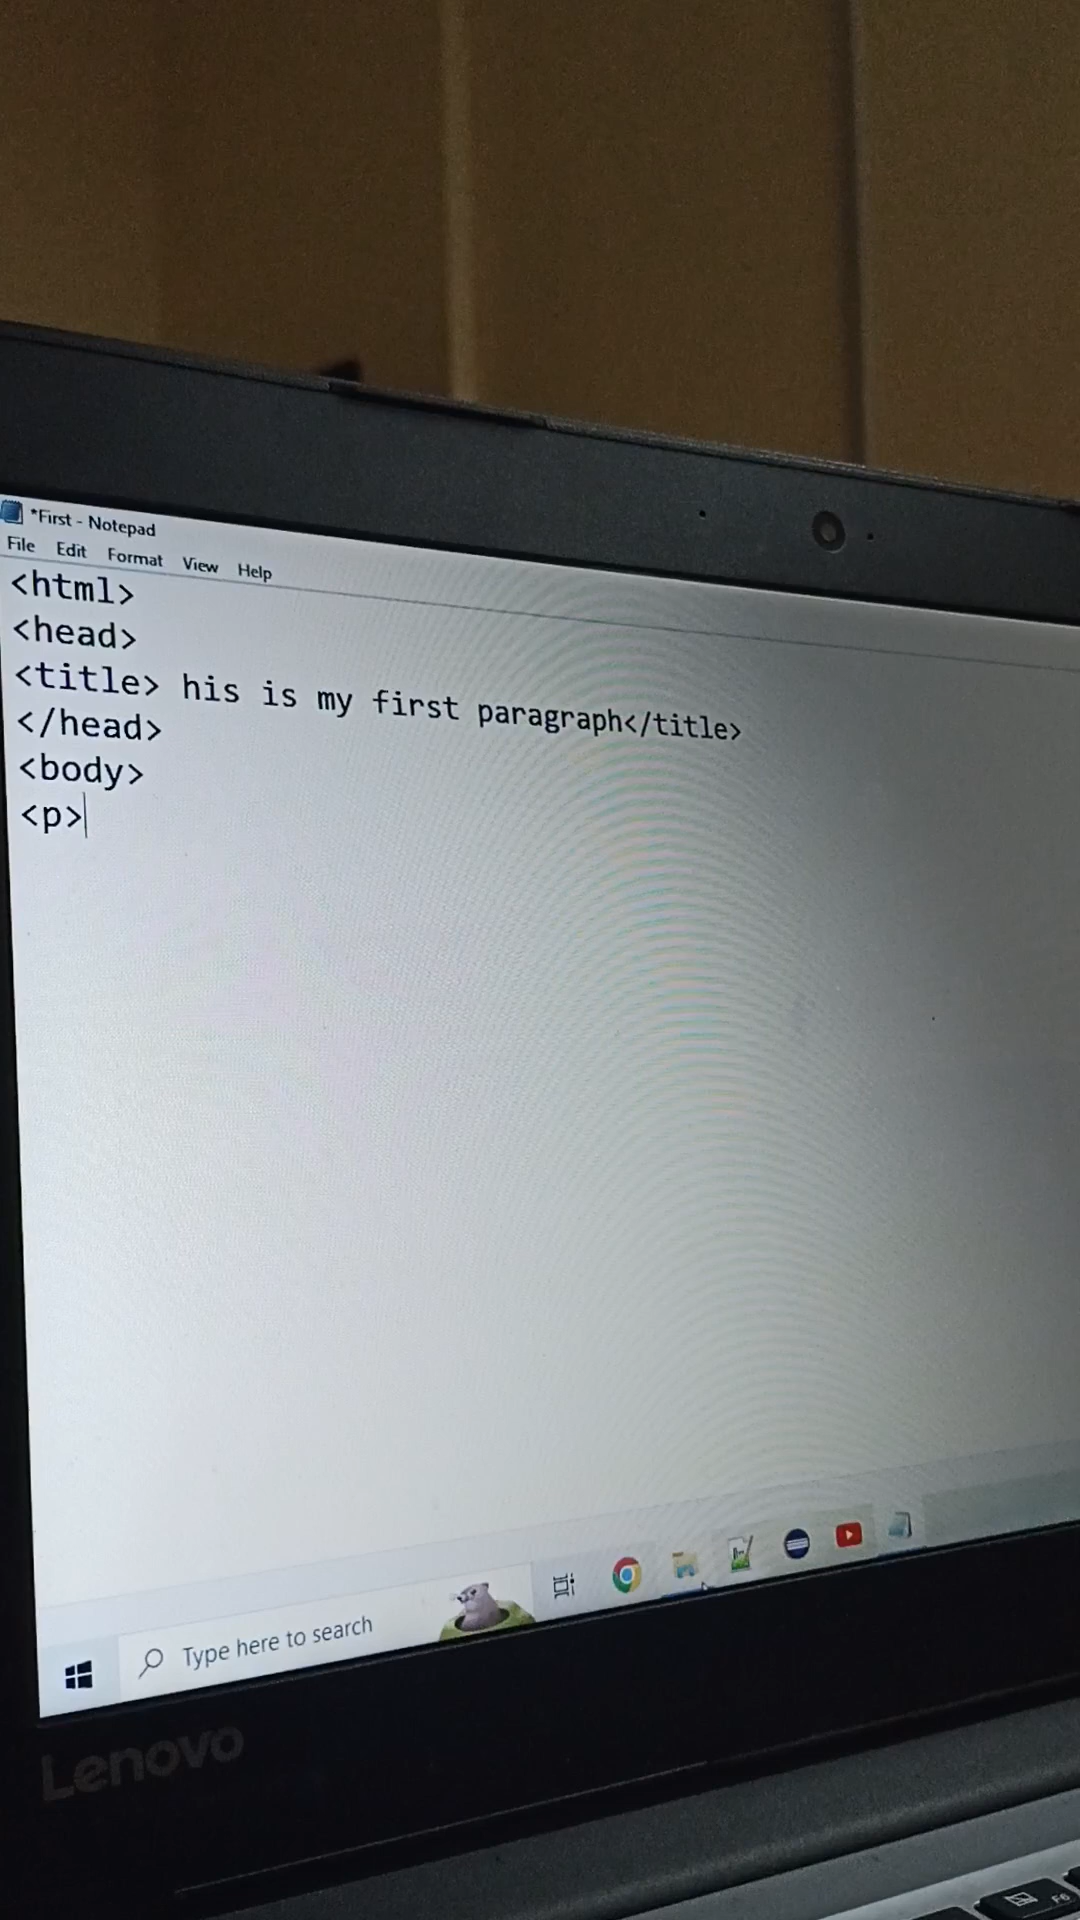 *First - Notepad
File Edit Format View Help
<html>
<head>
<title> his is my first paragraph</title>
</head>
<body>
<p>
Type here to search
Lenovo
F6